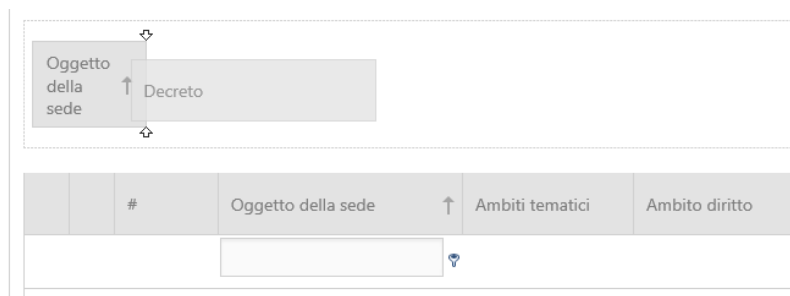 Oggetto
della
sede
Decreto
# Oggetto della sede Ambiti tematici Ambito diritto